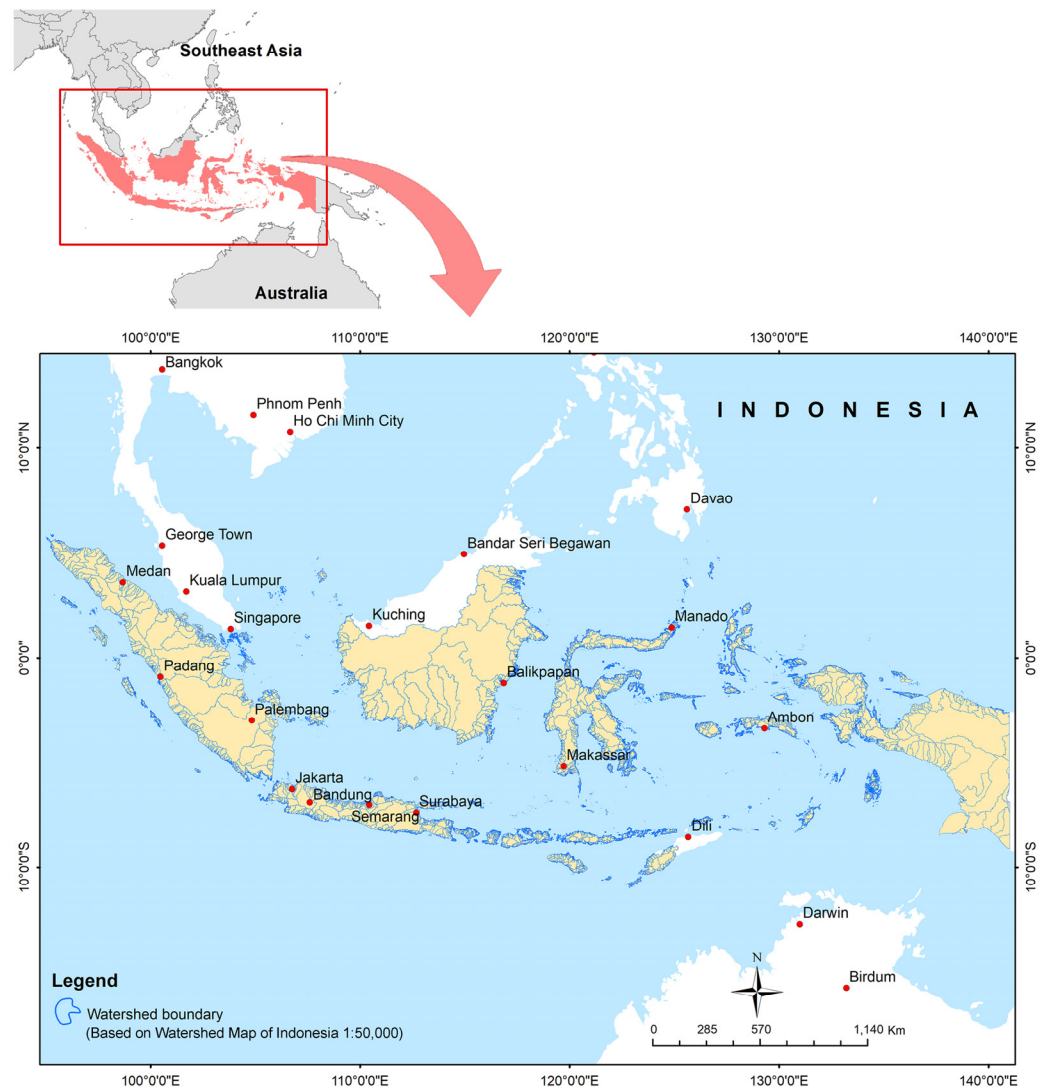 Southeast Asia
Australia
100°0'0"E 110°0'0"E 120°0'0"E 130°0'0"E 140°0'0"E
Bangkok
I N D O N E S I A
Phnom Penh
Ho Chi Minh City
10°0'0"N 10°0'0"N
Davao
George Town
Bandar Seri Begawan
Medan
Kuala Lumpur
Singapore
Kuching
Manado
0°0'0" 0°0'0"
Padang
Balikpapan
Palembang
Ambon
Makassar
Jakarta
Bandung
Surabaya
Semarang
Dili
10°0'0"S 10°0'0"S
Darwin
N
Birdum
Legend
Watershed boundary
(Based on Watershed Map of Indonesia 1:50,000)
0 285 570 1,140 Km
100°0'0"E 110°0'0"E 120°0'0"E 130°0'0"E 140°0'0"E